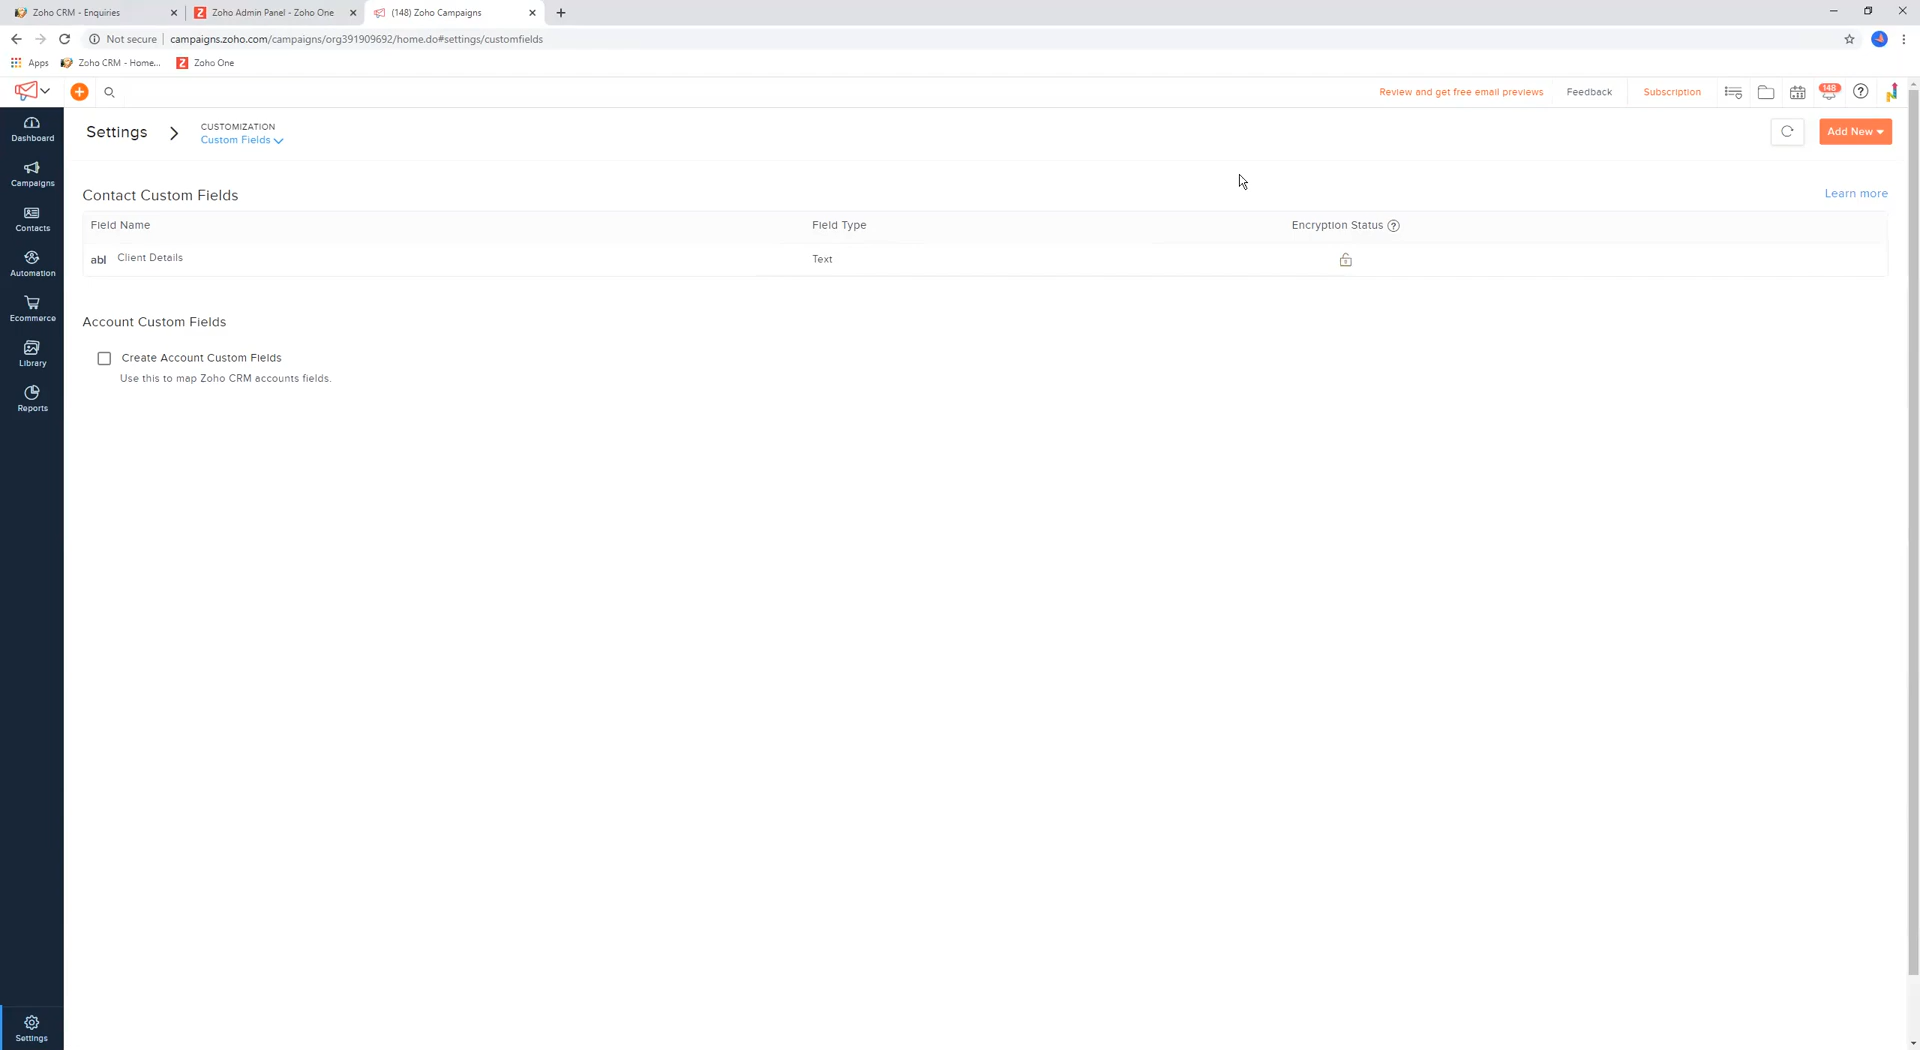 Zoho CRM - Enquiries
Zoho Admin Panel - Zoho One
(148) Zoho Campaigns
Not secure
campaigns.zoho.com/campaigns/org391909692/home.do#settings/customfields
Apps
Zoho CRM - Home...
Zoho One
Review and get free email previews
Feedback
Subscription
148
Dashboard
Campaigns
Contacts
Automation
Ecommerce
Library
Reports
Settings
Settings
CUSTOMIZATION
Custom Fields
Add New
Contact Custom Fields
Learn more
Field Name
Field Type
Encryption Status
abl
Client Details
Text
Account Custom Fields
Create Account Custom Fields
Use this to map Zoho CRM accounts fields.